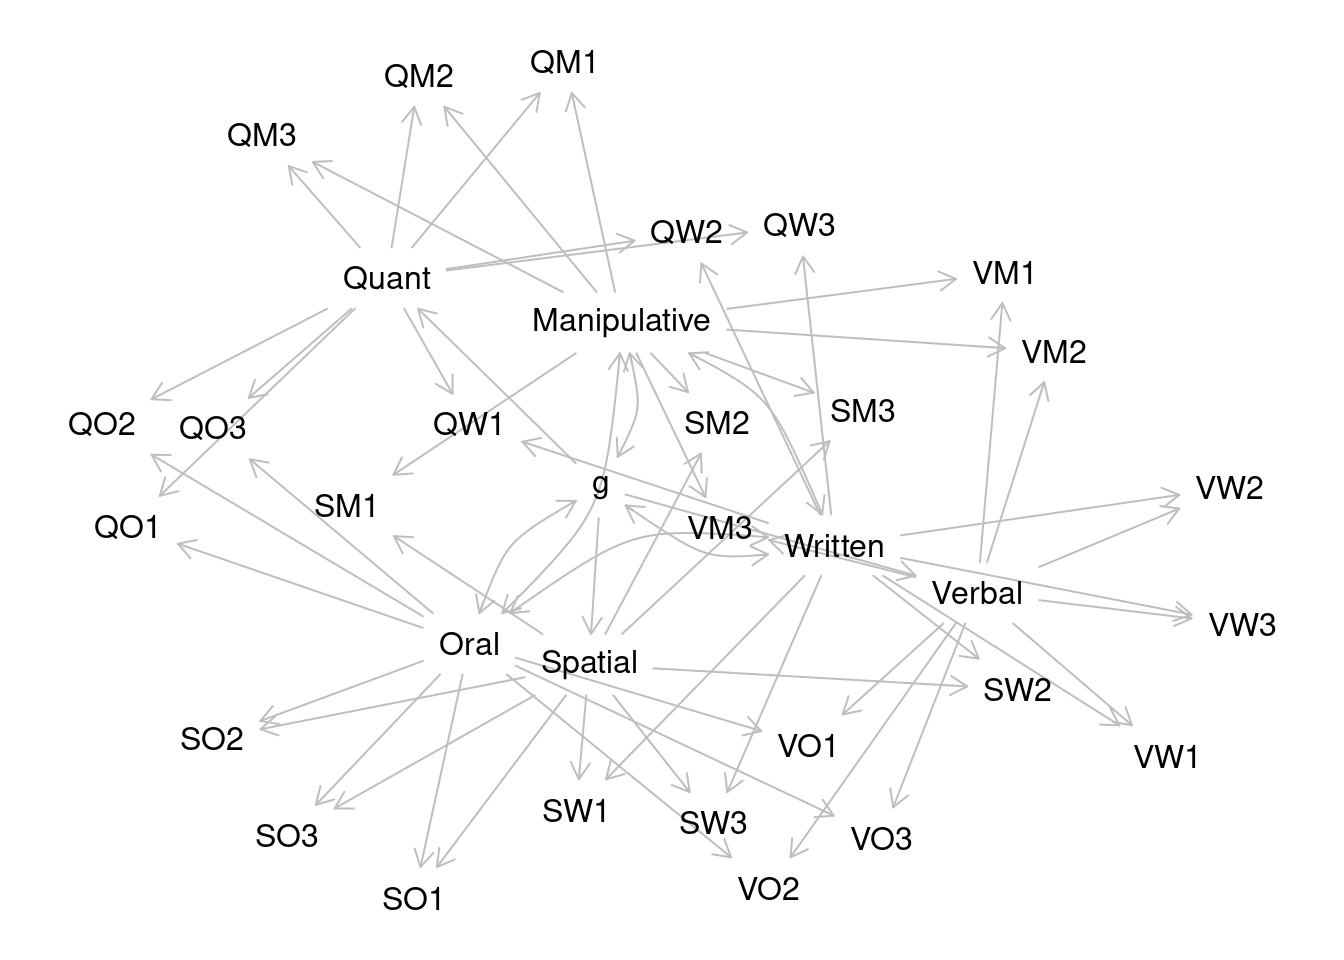 QM1
QM2
QM3
QW3
QW2
VM1
Quant
Manipulative
VM2
SM3
QO2
QO3
QW1
SM2
g
VW2
SM1
QO1
VM3
Written
Verbal
VW3
Oral
Spatial
SW2
SO2
VO1
VW1
SW1
SW3
SO3
VO3
VO2
SO1